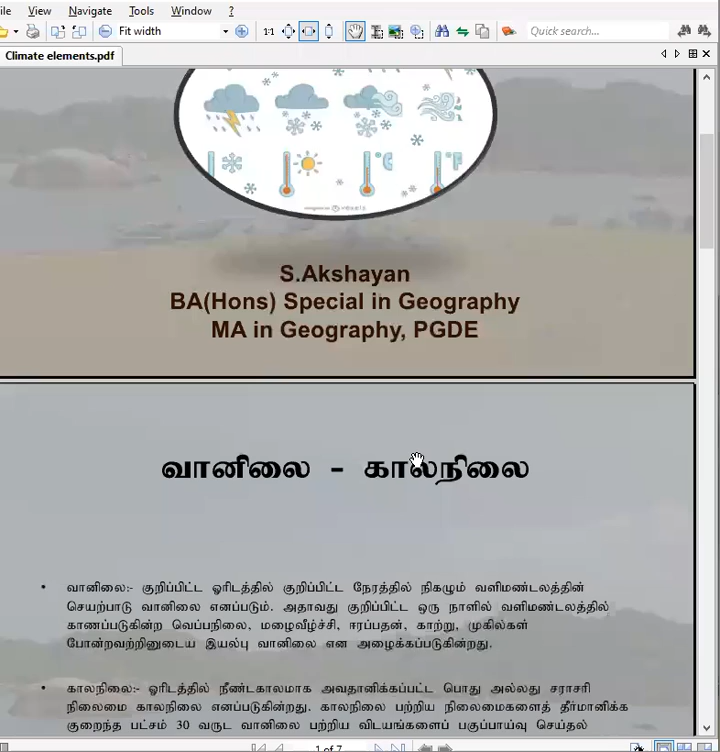 ile View Navigate Tools Window ?
Fit width
1:1
Quick search...
Climate elements.pdf
°C °F
S.Akshayan
BA(Hons) Special in Geography
MA in Geography, PGDE
வானிலை - காலநிலை
• வானிலை:- குறிப்பிட்ட ஓரிடத்தில் குறிப்பிட்ட நேரத்தில் நிகழும் வளிமண்டலத்தின்
செயற்பாடு வானிலை எனப்படும். அதாவது குறிப்பிட்ட ஒரு நாளில் வளிமண்டலத்தில்
காணப்படுகின்ற வெப்பநிலை, மழைவீழ்ச்சி, ஈரப்பதன், காற்று, முகில்கள்
போன்றவற்றினுடைய இயல்பு வானிலை என அழைக்கப்படுகின்றது.
• காலநிலை:- ஓரிடத்தில் நீண்டகாலமாக அவதானிக்கப்பட்ட பொது அல்லது சராசரி
நிலைமை காலநிலை எனப்படுகின்றது. காலநிலை பற்றிய நிலைமைகளைத் தீர்மானிக்க
குறைந்த பட்சம் 30 வருட வானிலை பற்றிய விடயங்களைப் பகுப்பாய்வு செய்தல்
1 of 7